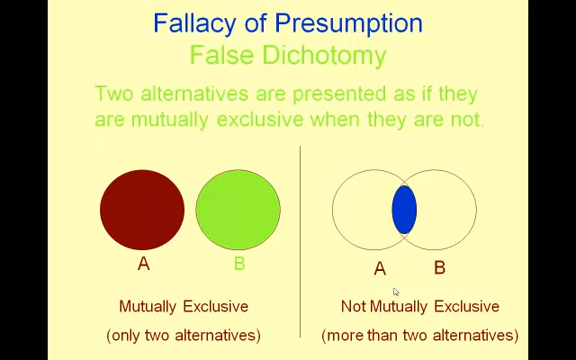 Fallacy of Presumption
False Dichotomy
Two alternatives are presented as if they
are mutually exclusive when they are not.
A
B
Mutually Exclusive
(only two alternatives)
A
B
Not Mutually Exclusive
(more than two alternatives)